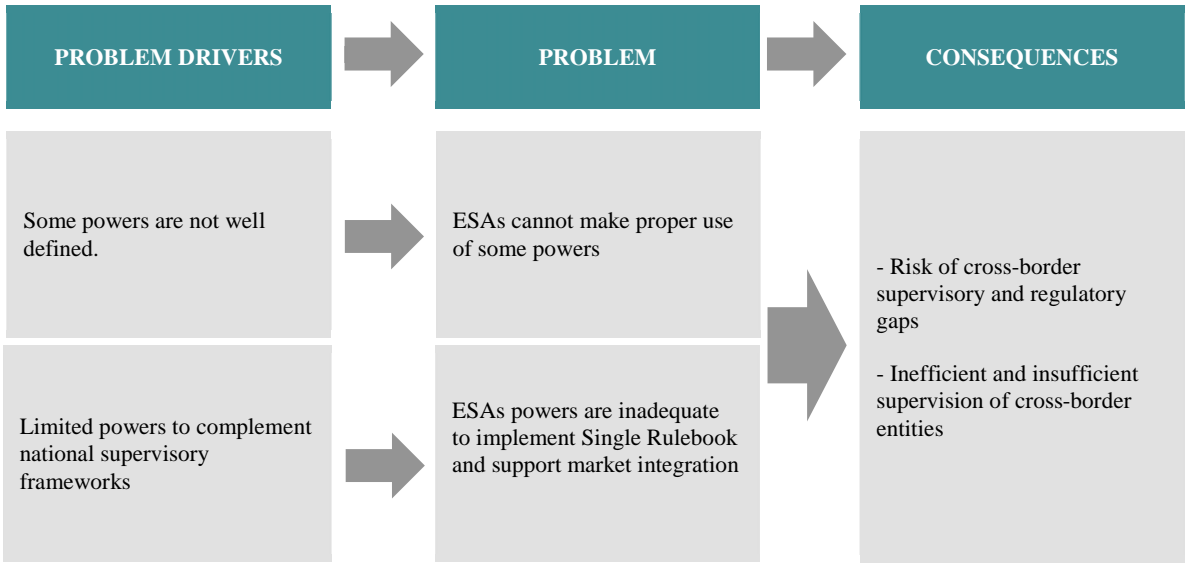 PROBLEM DRIVERS
PROBLEM
CONSEQUENCES
Some powers are not well
defined.
ESAs cannot make proper use
of some powers
Limited powers to complement
national supervisory
frameworks
ESAs powers are inadequate
to implement Single Rulebook
and support market integration
- Risk of cross-border
supervisory and regulatory
gaps
- Inefficient and insufficient
supervision of cross-border
entities